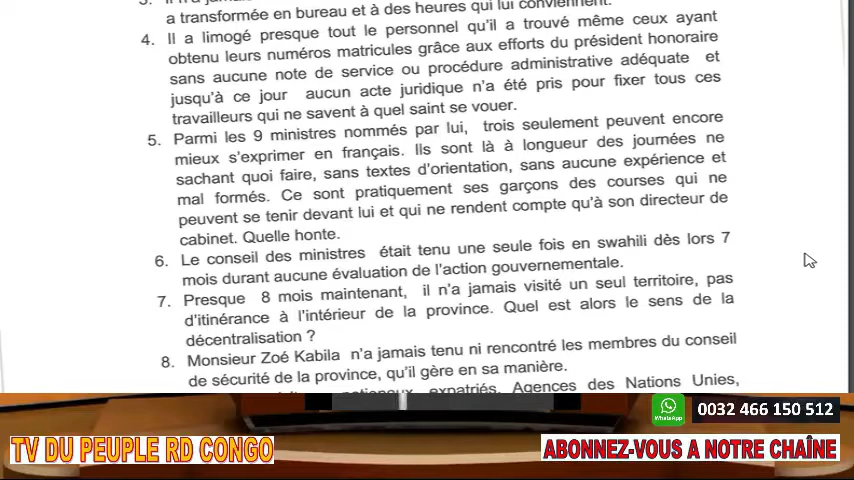 a transformée en bureau et à des heures qui lui conviennent.
4. Il a limogé presque tout le personnel qu'il a trouvé même ceux ayant
obtenu leurs numéros matricules grâce aux efforts du président honoraire
sans aucune note de service ou procédure administrative adéquate et
jusqu'à ce jour aucun acte juridique n'a été pris pour fixer tous ces
travailleurs qui ne savent à quel saint se vouer.
5. Parmi les 9 ministres nommés par lui, trois seulement peuvent encore
mieux s'exprimer en français. Ils sont là à longueur des journées ne
sachant quoi faire, sans textes d'orientation, sans aucune expérience et
mal formés. Ce sont pratiquement ses garçons des courses qui ne
peuvent se tenir devant lui et qui ne rendent compte qu'à son directeur de
cabinet. Quelle honte.
6. Le conseil des ministres était tenu une seule fois en swahili dès lors 7
mois durant aucune évaluation de l'action gouvernementale.
7. Presque 8 mois maintenant, il n'a jamais visité un seul territoire, pas
d'itinérance à l'intérieur de la province. Quel est alors le sens de la
décentralisation ?
8. Monsieur Zoé Kabila n'a jamais tenu ni rencontré les membres du conseil
de sécurité de la province, qu'il gère en sa manière.
expatriés, Agences des Nations Unies,
WhatsApp
0032 466 150 512
TV DU PEUPLE RD CONGO
ABONNEZ-VOUS A NOTRE CHAÎNE